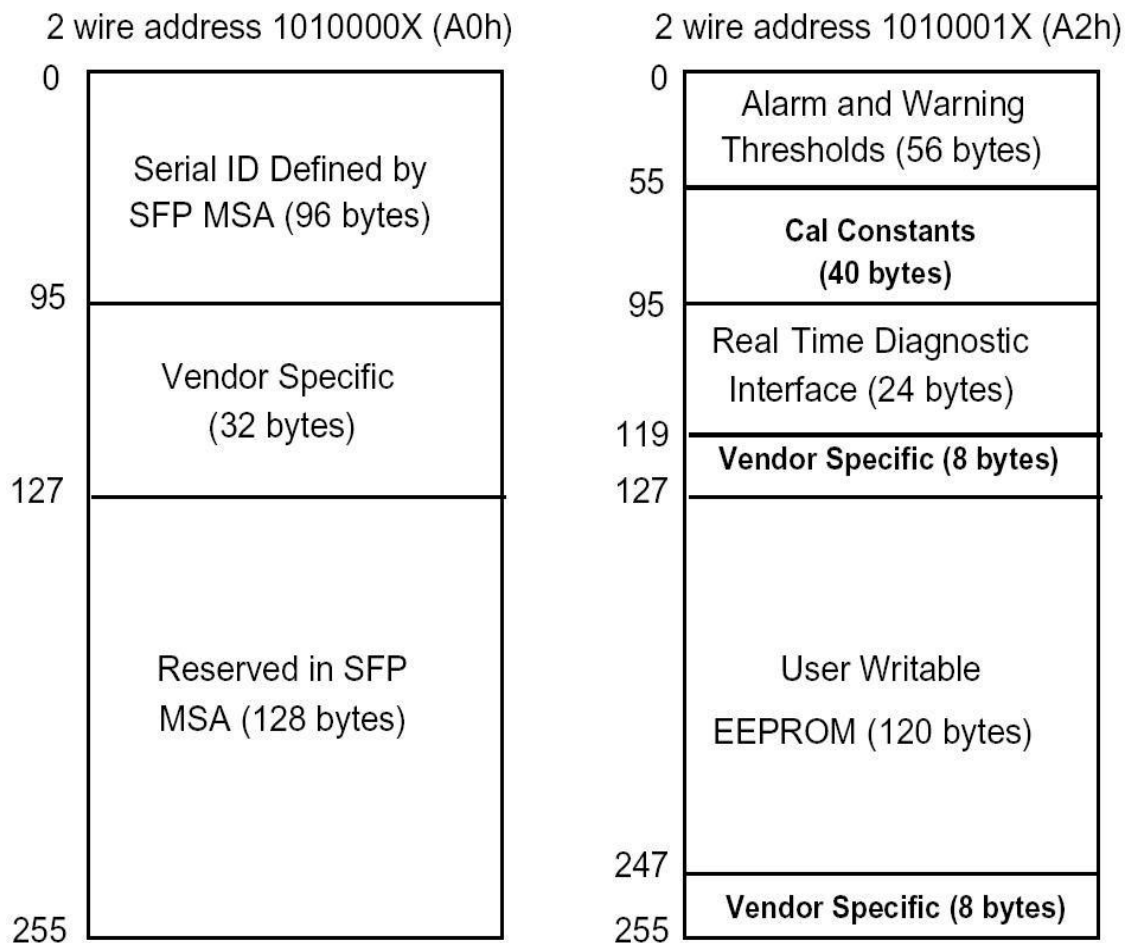 2 wire address 1010000X (A0h)
0
Serial ID Defined by
SFP MSA (96 bytes)
95
Vendor Specific
(32 bytes)
127
Reserved in SFP
MSA (128 bytes)
255
2 wire address 1010001X (A2h)
0
Alarm and Warning
Thresholds (56 bytes)
55
Cal Constants
(40 bytes)
95
Real Time Diagnostic
Interface (24 bytes)
119
Vendor Specific (8 bytes)
127
User Writable
EEPROM (120 bytes)
247
Vendor Specific (8 bytes)
255